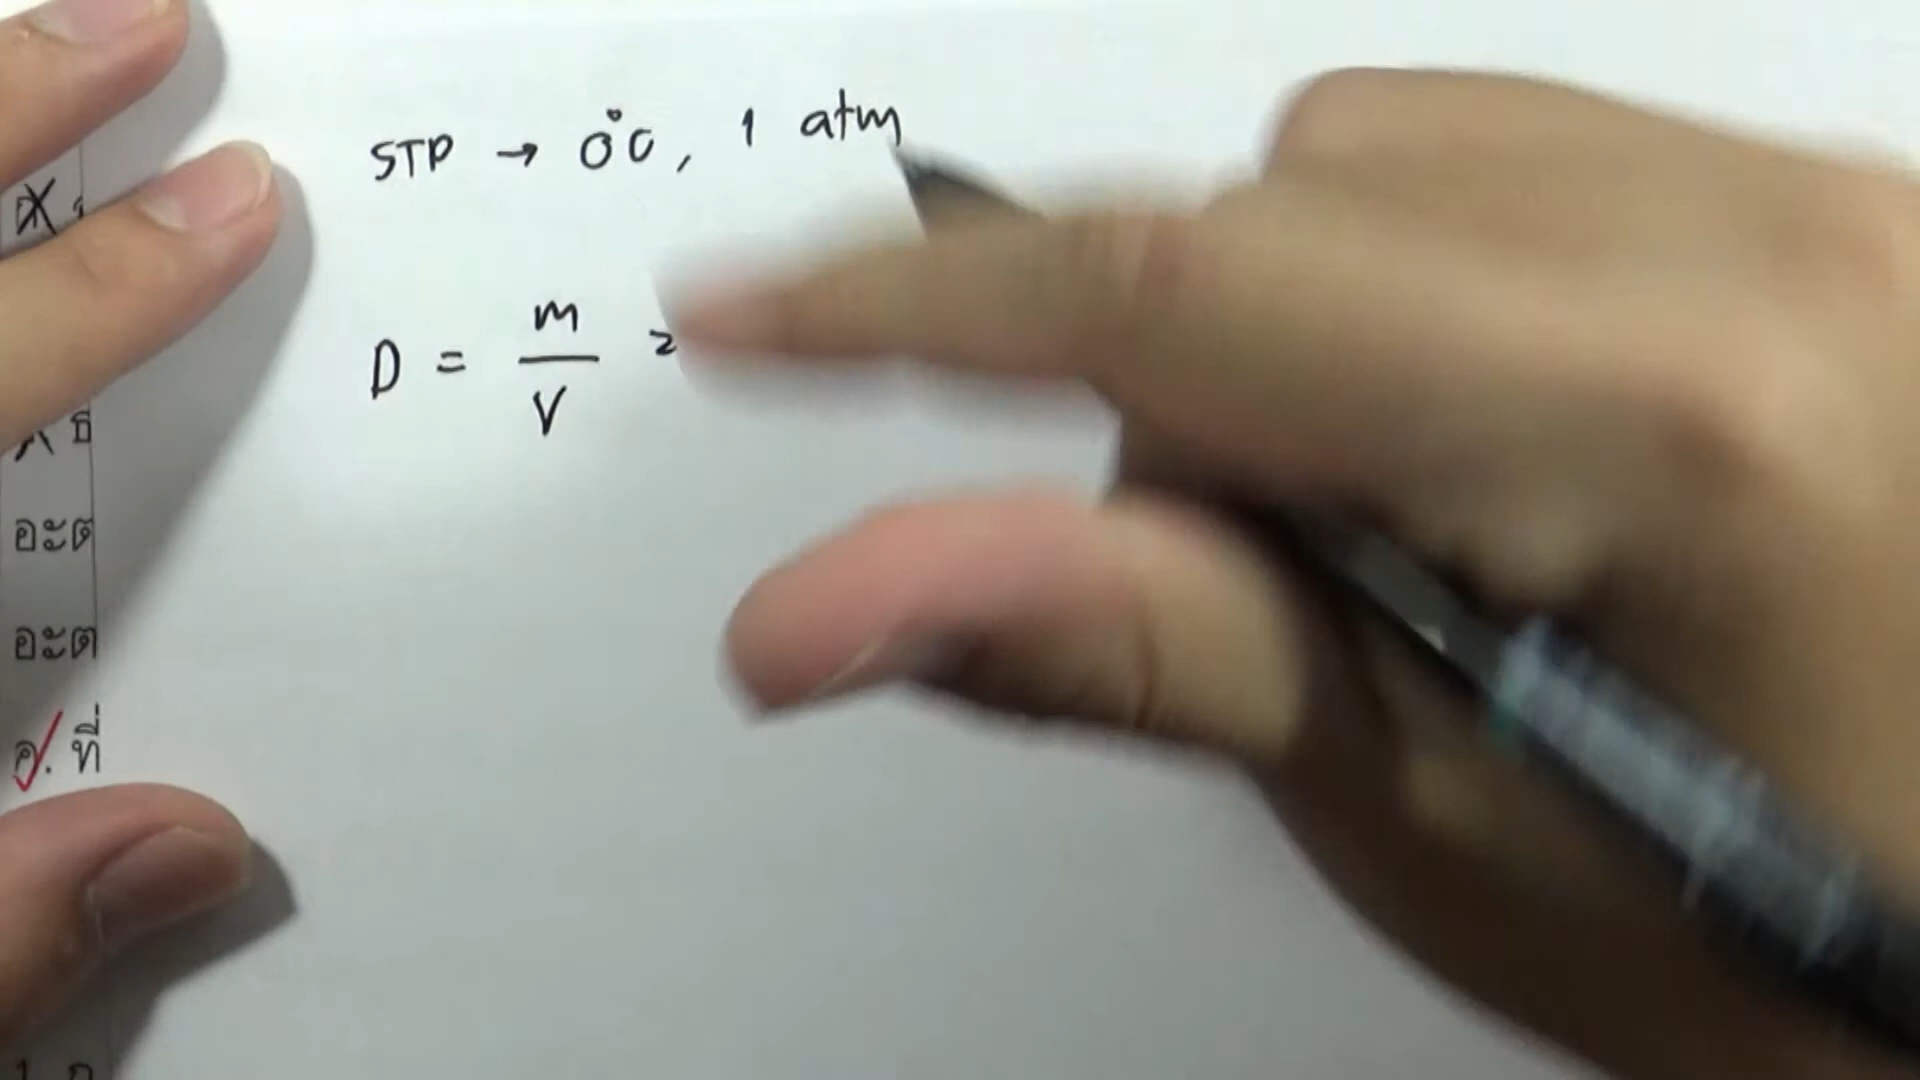 STP → 0°C, 1 atm
D = m/V =
อะต
อะต
ที่